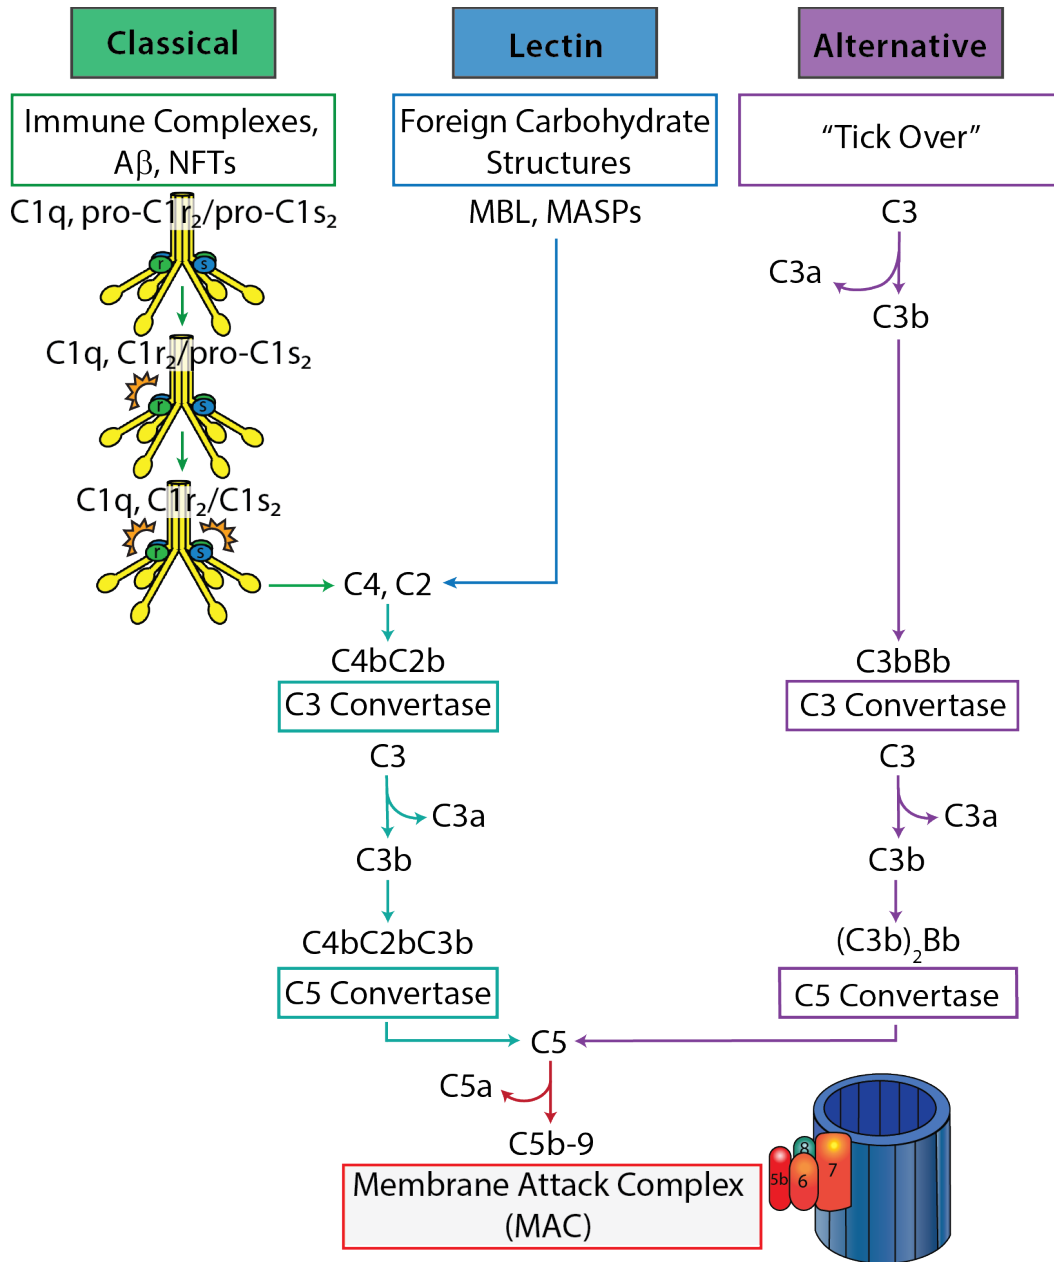 Classical
Lectin
Alternative
Immune Complexes,
Aβ, NFTs
Foreign Carbohydrate
Structures
“Tick Over”
C1q, pro-C1r₂/pro-C1s₂
MBL, MASPs
C3
r
s
C3a
C3b
C1q, C1r₂/pro-C1s₂
r
s
C1q, C1r₂/C1s₂
r
s
C4, C2
C4bC2b
C3bBb
C3 Convertase
C3 Convertase
C3
C3
C3a
C3a
C3b
C3b
C4bC2bC3b
(C3b)₂Bb
C5 Convertase
C5 Convertase
C5
C5a
C5b-9
Membrane Attack Complex
(MAC)
8
7
5b
6